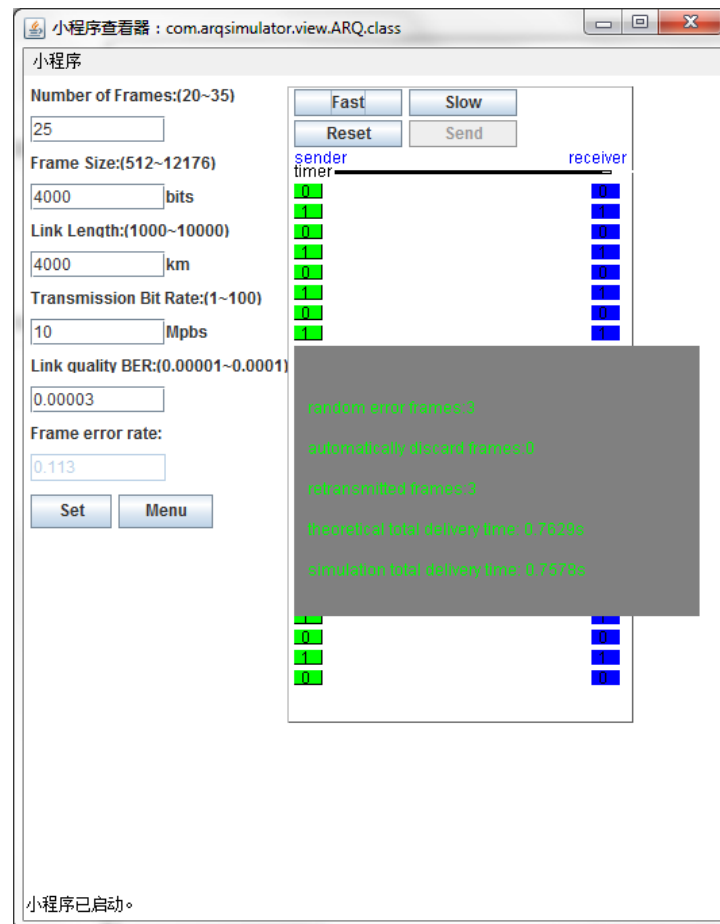 小程序查看器：com.arqsimulator.view.ARQ.class
小程序
Number of Frames:(20~35)
25
Frame Size:(512~12176)
4000 bits
Link Length:(1000~10000)
4000 km
Transmission Bit Rate:(1~100)
10 Mpbs
Link quality BER:(0.00001~0.0001)
0.00003
Frame error rate:
0.113
Set Menu
Fast Slow
Reset Send
sender receiver
timer
0 0
1 1
0 0
1 1
0 0
1 1
0 0
1 1
random error frames:3
automatically discard frames:0
retransmitted frames:3
theoretical total delivery time: 0.7629s
simulation total delivery time: 0.7578s
1 1
0 0
1 1
0 0
小程序已启动。